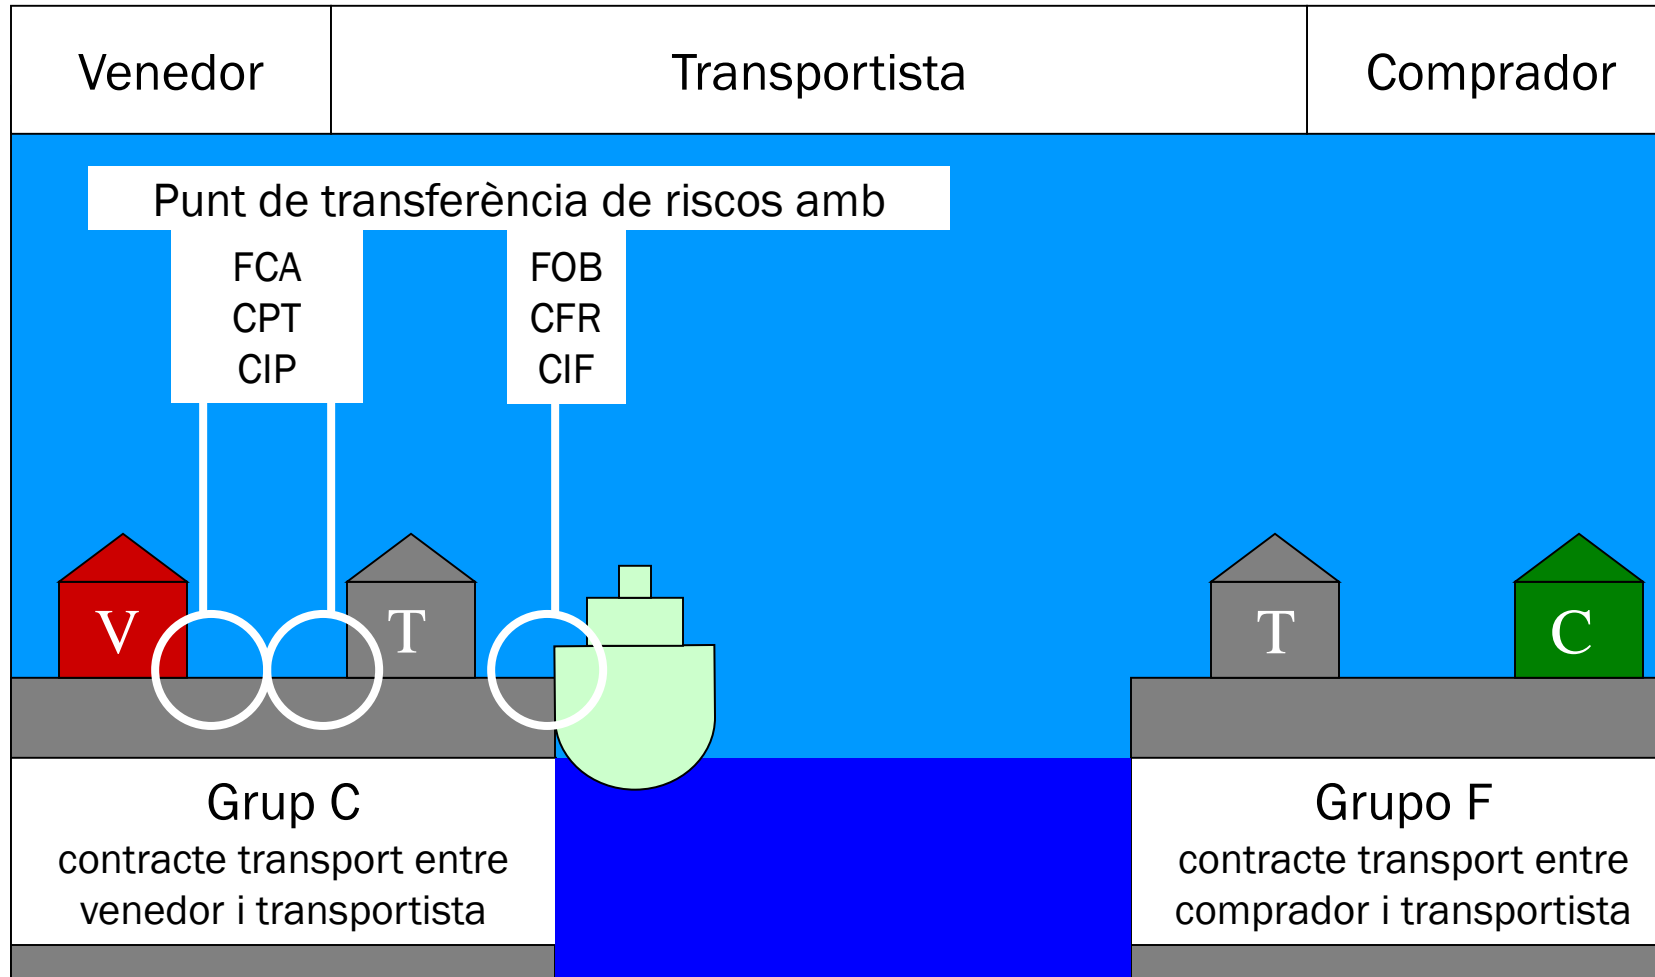 Venedor
Transportista
Comprador
Punt de transferència de riscos amb
FCA
CPT
CIP
FOB
CFR
CIF
V
T
T
C
Grup C
contracte transport entre
venedor i transportista
Grupo F
contracte transport entre
comprador i transportista